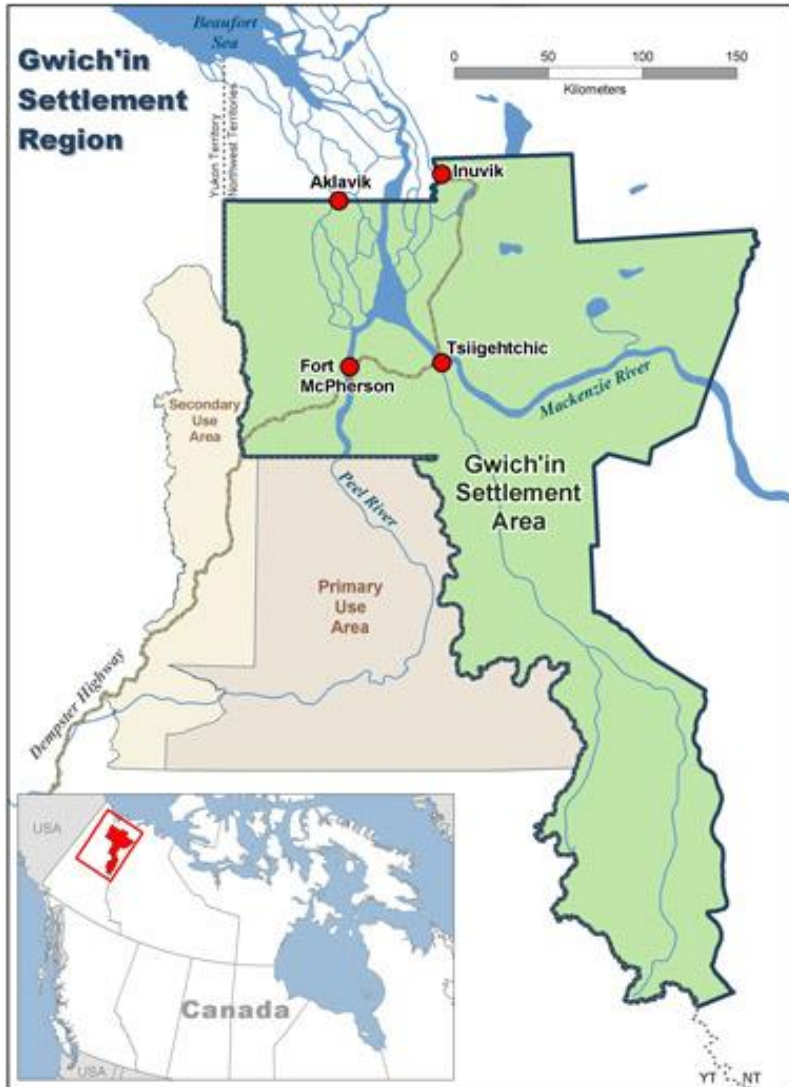 Beaufort
Sea
Gwich'in
Settlement
Region
0 50 100 150
Kilometers
Yukon Territory
Northwest Territories
Aklavik
Inuvik
Tsiigehtchic
Fort
McPherson
Mackenzie River
Secondary
Use
Area
Gwich'in
Settlement
Area
Peel River
Primary
Use
Area
Dempster Highway
USA
Canada
USA
YT NT